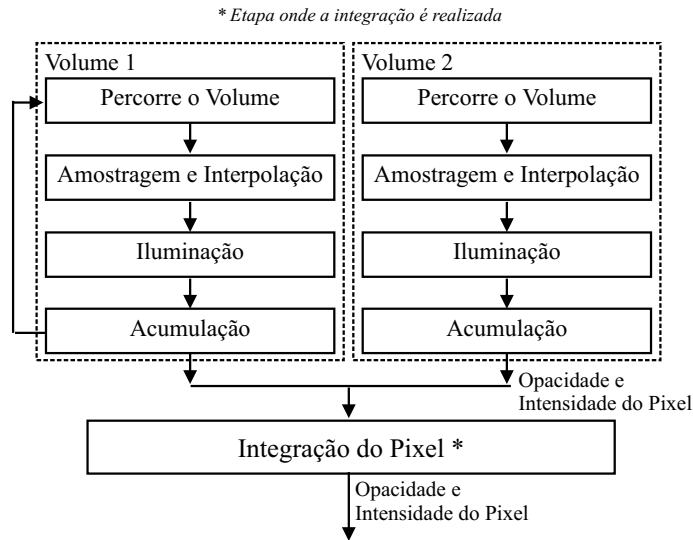 * Etapa onde a integração é realizada
Volume 1
Percorre o Volume
Amostragem e Interpolação
Iluminação
Acumulação
Volume 2
Percorre o Volume
Amostragem e Interpolação
Iluminação
Acumulação
Opacidade e
Intensidade do Pixel
Integração do Pixel *
Opacidade e
Intensidade do Pixel